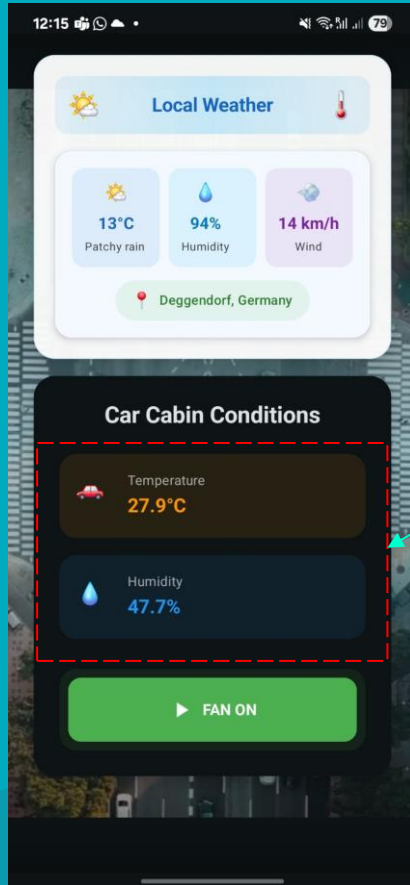 12:15
79
Local Weather
13°C
Patchy rain
94%
Humidity
14 km/h
Wind
Deggendorf, Germany
Car Cabin Conditions
Temperature
27.9°C
Humidity
47.7%
FAN ON